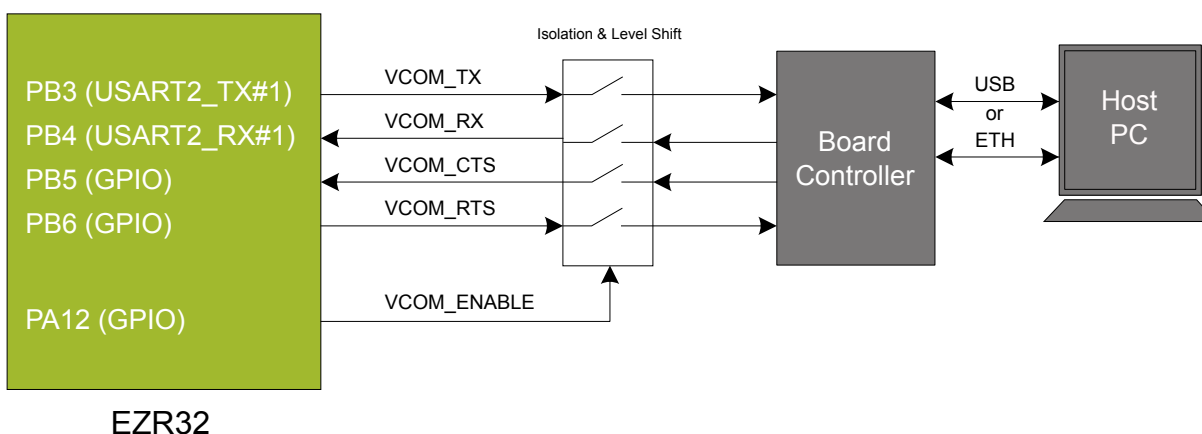 Isolation & Level Shift
PB3 (USART2_TX#1)
PB4 (USART2_RX#1)
PB5 (GPIO)
PB6 (GPIO)
PA12 (GPIO)
EZR32
VCOM_TX
VCOM_RX
VCOM_CTS
VCOM_RTS
VCOM_ENABLE
Board
Controller
USB
or
ETH
Host
PC